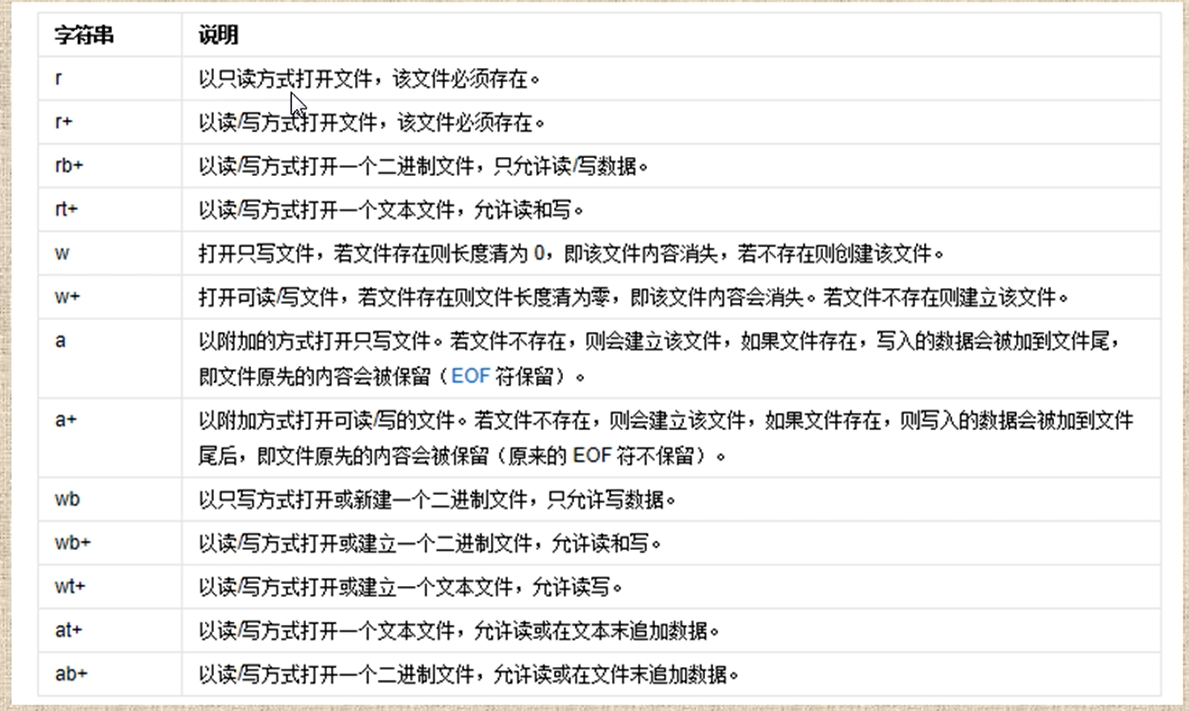 字符串 说明
r 以只读方式打开文件，该文件必须存在。
r+ 以读/写方式打开文件，该文件必须存在。
rb+ 以读/写方式打开一个二进制文件，只允许读/写数据。
rt+ 以读/写方式打开一个文本文件，允许读和写。
w 打开只写文件，若文件存在则长度清为 0，即该文件内容消失，若不存在则创建该文件。
w+ 打开可读/写文件，若文件存在则文件长度清为零，即该文件内容会消失。若文件不存在则建立该文件。
a 以附加的方式打开只写文件。若文件不存在，则会建立该文件，如果文件存在，写入的数据会被加到文件尾，
即文件原先的内容会被保留（EOF 符保留）。
a+ 以附加方式打开可读/写的文件。若文件不存在，则会建立该文件，如果文件存在，则写入的数据会被加到文件
尾后，即文件原先的内容会被保留（原来的 EOF 符不保留）。
wb 以只写方式打开或新建一个二进制文件，只允许写数据。
wb+ 以读/写方式打开或建立一个二进制文件，允许读和写。
wt+ 以读/写方式打开或建立一个文本文件，允许读写。
at+ 以读/写方式打开一个文本文件，允许读或在文本末追加数据。
ab+ 以读/写方式打开一个二进制文件，允许读或在文件末追加数据。